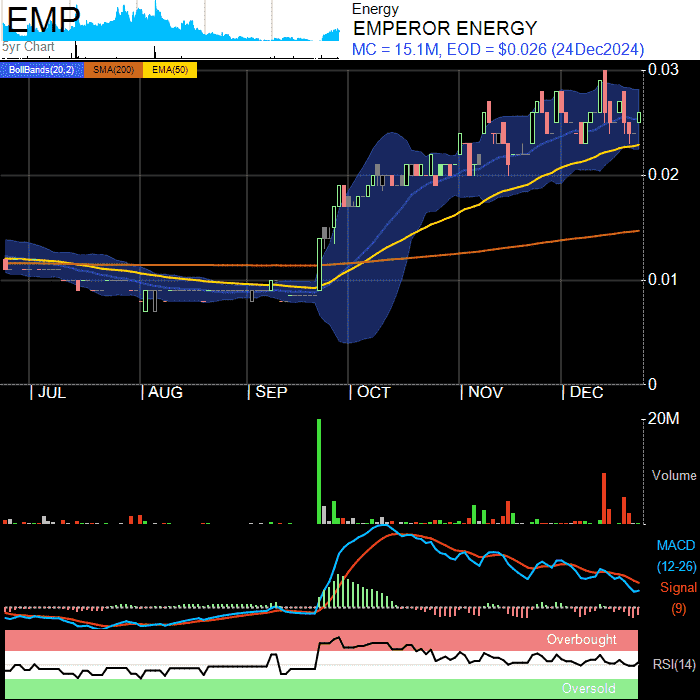 EMP
5yr Chart
Energy
EMPEROR ENERGY
MC = 15.1M, EOD = $0.026 (24Dec2024)
BollBands(20,2) SMA(200) EMA(50)
0.03
0.02
0.01
0
JUL AUG SEP OCT NOV DEC
20M
Volume
MACD
(12-26)
Signal
(9)
Overbought
RSI(14)
Oversold